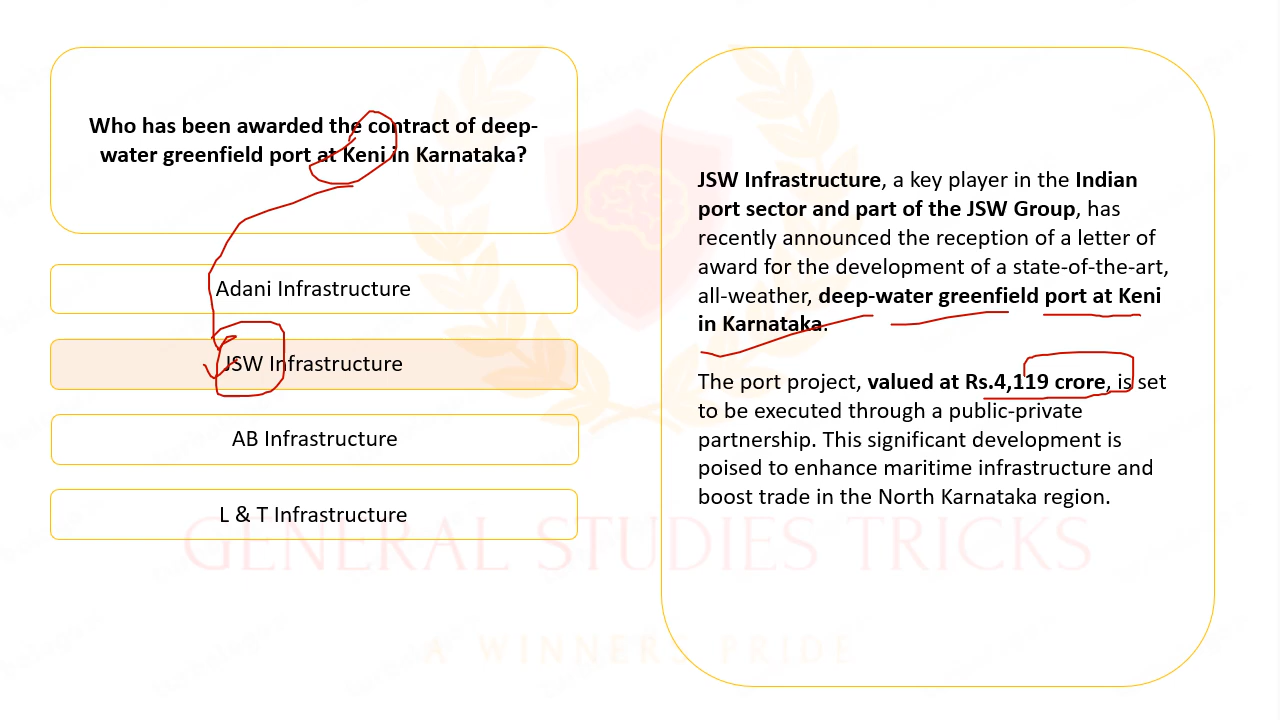 Who has been awarded the contract of deep-
water greenfield port at Keni in Karnataka?
Adani Infrastructure
JSW Infrastructure
AB Infrastructure
L & T Infrastructure
JSW Infrastructure, a key player in the Indian
port sector and part of the JSW Group, has
recently announced the reception of a letter of
award for the development of a state-of-the-art,
all-weather, deep-water greenfield port at Keni
in Karnataka.
The port project, valued at Rs.4,119 crore, is set
to be executed through a public-private
partnership. This significant development is
poised to enhance maritime infrastructure and
boost trade in the North Karnataka region.
GENERAL STUDIES TRICKS
A WINNERS PRIDE